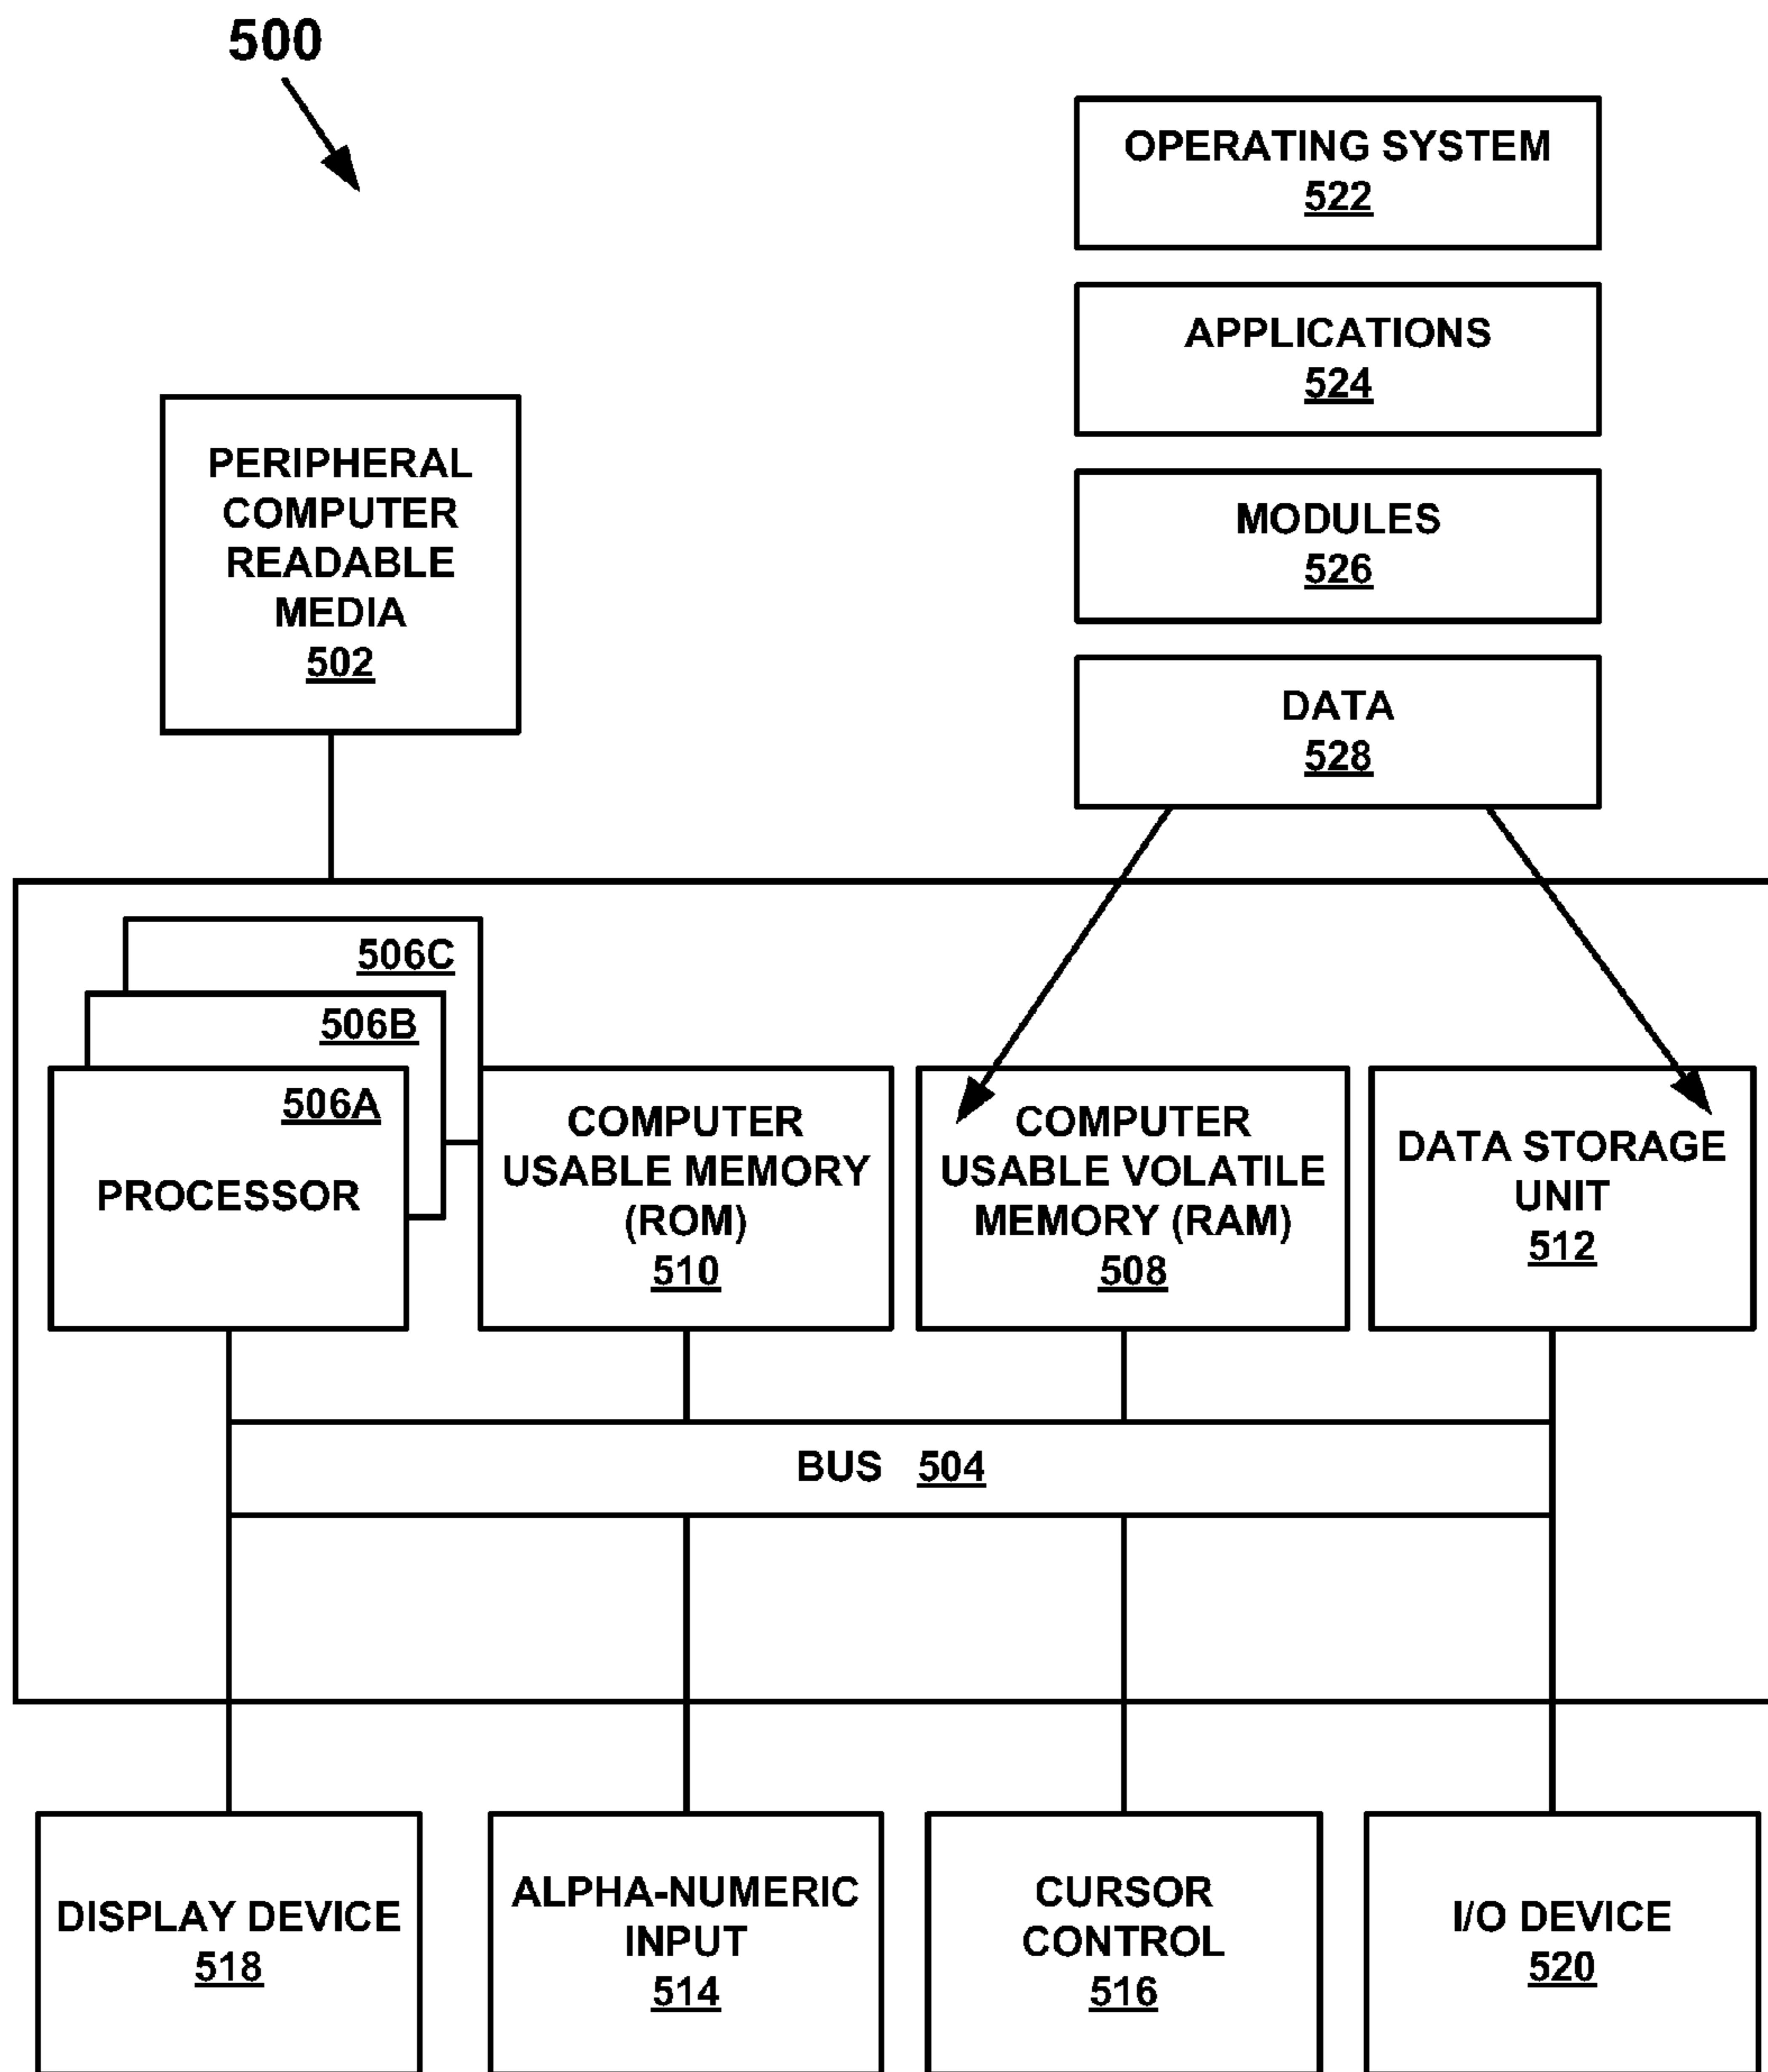 500
OPERATING SYSTEM
522
APPLICATIONS
524
MODULES
526
DATA
528
PERIPHERAL
COMPUTER
READABLE
MEDIA
502
506C
506B
506A
PROCESSOR
COMPUTER
USABLE MEMORY
(ROM)
510
COMPUTER
USABLE VOLATILE
MEMORY (RAM)
508
DATA STORAGE
UNIT
512
BUS 504
DISPLAY DEVICE
518
ALPHA-NUMERIC
INPUT
514
CURSOR
CONTROL
516
I/O DEVICE
520